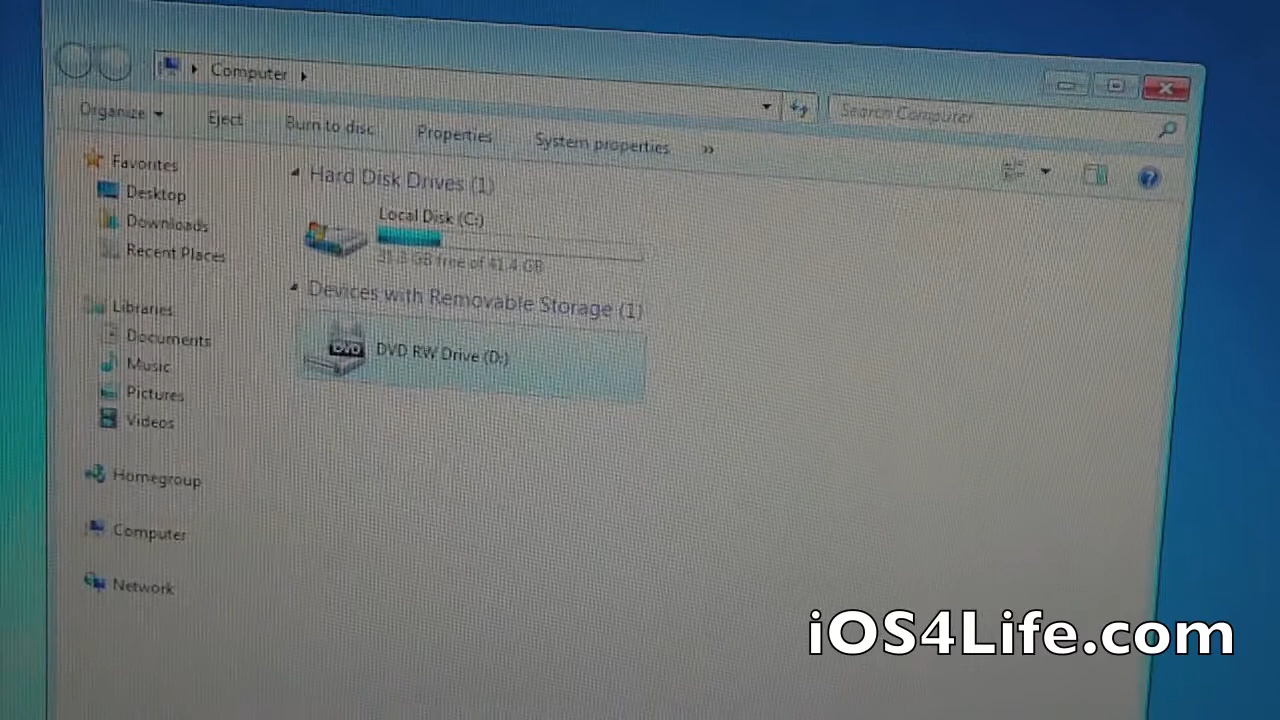 Computer
Search Computer
Organize
Eject
Burn to disc
Properties
System properties
»
Favorites
Desktop
Downloads
Recent Places
Libraries
Documents
Music
Pictures
Videos
Homegroup
Computer
Network
Hard Disk Drives (1)
Local Disk (C:)
31.3 GB free of 41.4 GB
Devices with Removable Storage (1)
DVD
DVD RW Drive (D:)
iOS4Life.com